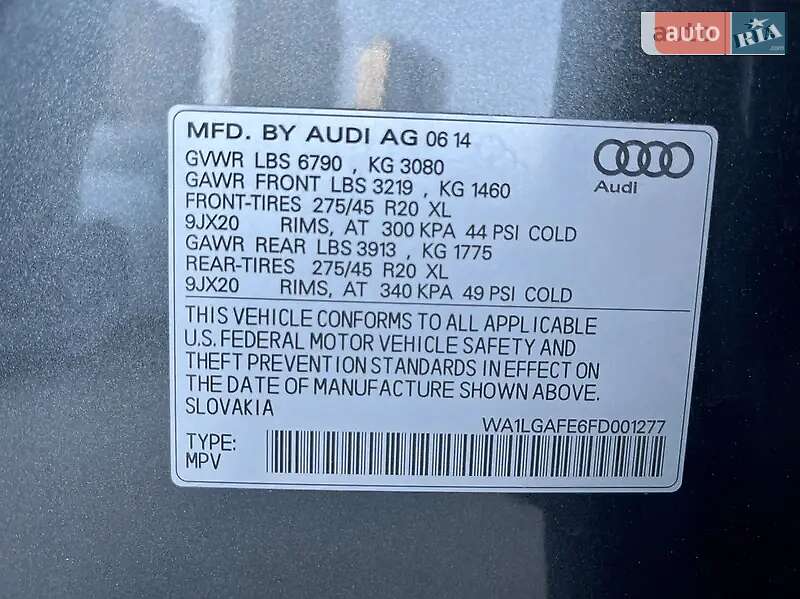 auto RIA
.com
MFD. BY AUDI AG 06 14
GVWR LBS 6790 , KG 3080
GAWR FRONT LBS 3219 , KG 1460
FRONT-TIRES 275/45 R20 XL
9JX20 RIMS, AT 300 KPA 44 PSI COLD
GAWR REAR LBS 3913 , KG 1775
REAR-TIRES 275/45 R20 XL
9JX20 RIMS, AT 340 KPA 49 PSI COLD
Audi
THIS VEHICLE CONFORMS TO ALL APPLICABLE
U.S. FEDERAL MOTOR VEHICLE SAFETY AND
THEFT PREVENTION STANDARDS IN EFFECT ON
THE DATE OF MANUFACTURE SHOWN ABOVE.
SLOVAKIA
WA1LGAFE6FD001277
TYPE:
MPV